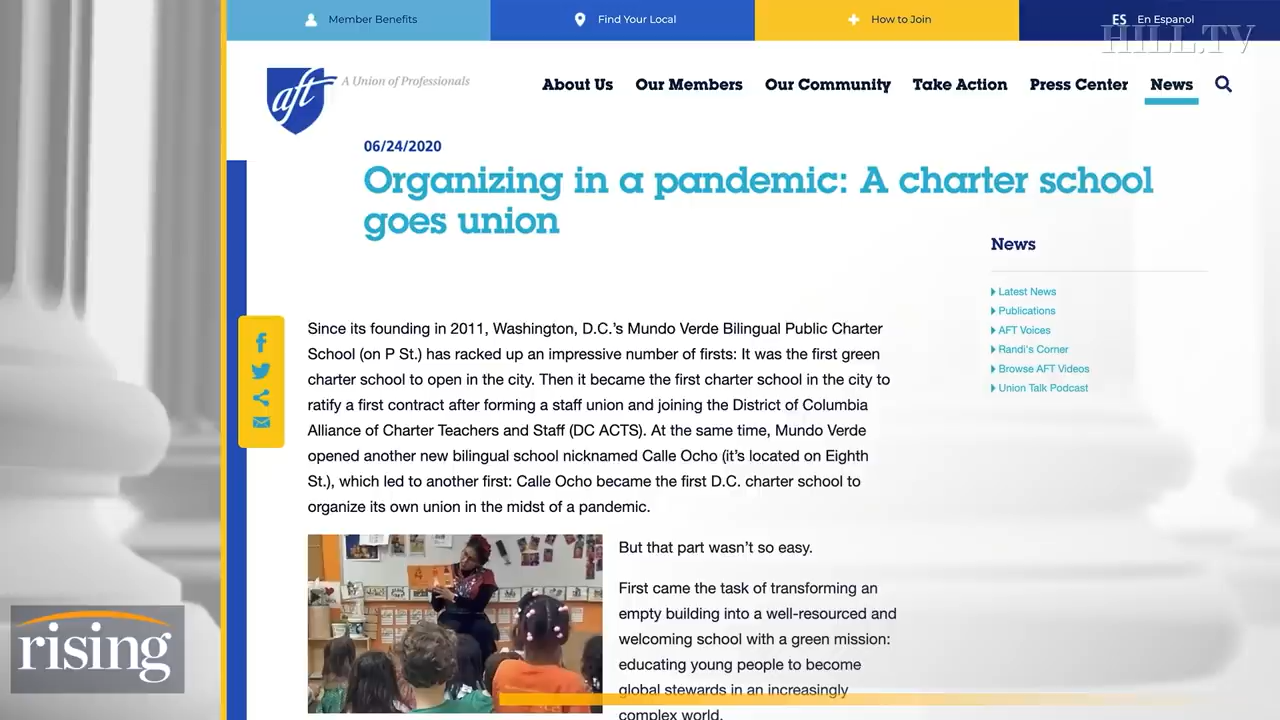 Member Benefits
Find Your Local
How to Join
ES En Espanol
HILL.TV
aft A Union of Professionals
About Us Our Members Our Community Take Action Press Center News
06/24/2020
Organizing in a pandemic: A charter school
goes union
News
Latest News
Publications
AFT Voices
Randi's Corner
Browse AFT Videos
Union Talk Podcast
Since its founding in 2011, Washington, D.C.’s Mundo Verde Bilingual Public Charter
School (on P St.) has racked up an impressive number of firsts: It was the first green
charter school to open in the city. Then it became the first charter school in the city to
ratify a first contract after forming a staff union and joining the District of Columbia
Alliance of Charter Teachers and Staff (DC ACTS). At the same time, Mundo Verde
opened another new bilingual school nicknamed Calle Ocho (it’s located on Eighth
St.), which led to another first: Calle Ocho became the first D.C. charter school to
organize its own union in the midst of a pandemic.
But that part wasn’t so easy.
First came the task of transforming an
empty building into a well-resourced and
welcoming school with a green mission:
educating young people to become
global stewards in an increasingly
complex world.
4
rising